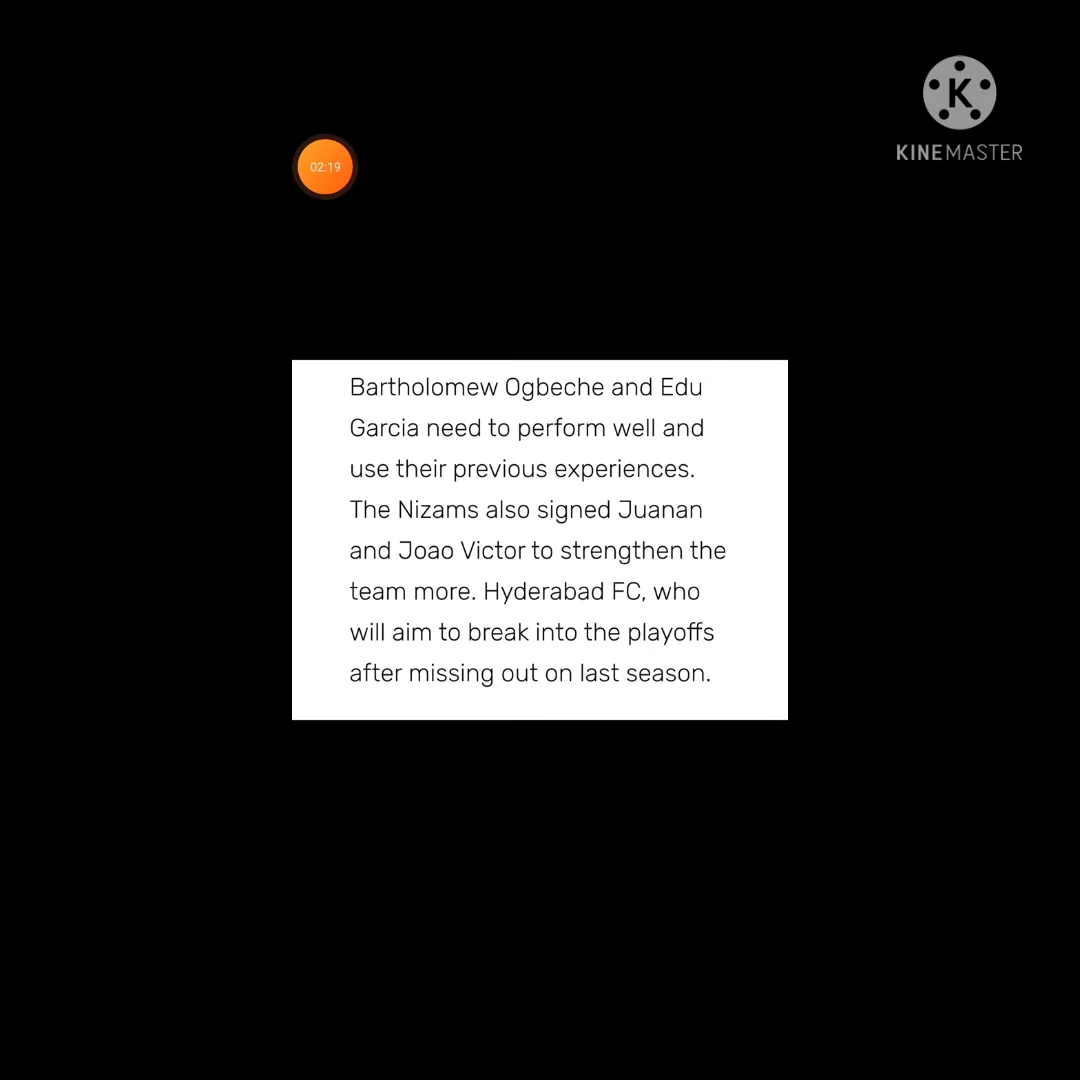 K
KINEMASTER
02:19
Bartholomew Ogbeche and Edu
Garcia need to perform well and
use their previous experiences.
The Nizams also signed Juanan
and Joao Victor to strengthen the
team more. Hyderabad FC, who
will aim to break into the playoffs
after missing out on last season.